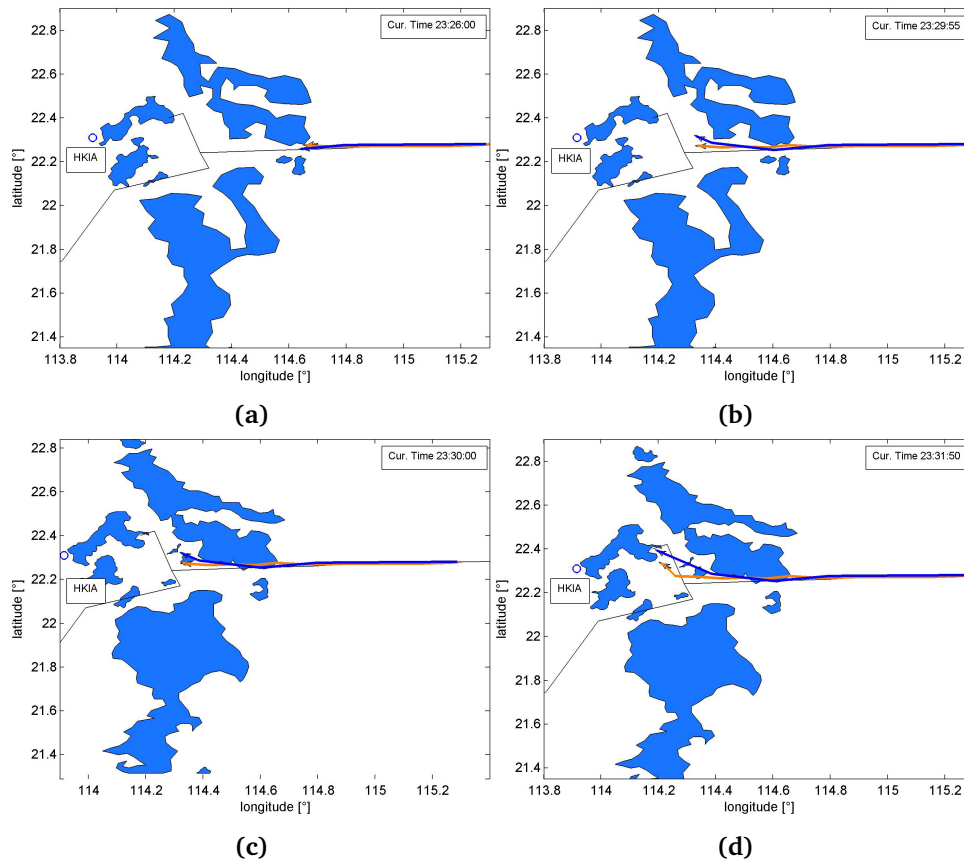 Cur. Time 23:26:00
22.8
22.6
22.4
22.2
22
21.8
21.6
21.4
latitude [°]
HKIA
113.8 114 114.2 114.4 114.6 114.8 115 115.2
longitude [°]
(a)
Cur. Time 23:29:55
22.8
22.6
22.4
22.2
22
21.8
21.6
21.4
latitude [°]
HKIA
113.8 114 114.2 114.4 114.6 114.8 115 115.2
longitude [°]
(b)
Cur. Time 23:30:00
22.8
22.6
22.4
22.2
22
21.8
21.6
21.4
latitude [°]
HKIA
114 114.2 114.4 114.6 114.8 115 115.2
longitude [°]
(c)
Cur. Time 23:31:50
22.8
22.6
22.4
22.2
22
21.8
21.6
21.4
latitude [°]
HKIA
113.8 114 114.2 114.4 114.6 114.8 115 115.2
longitude [°]
(d)